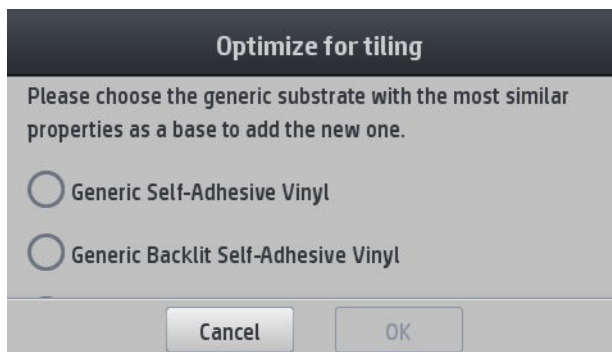 Optimize for tiling
Please choose the generic substrate with the most similar
properties as a base to add the new one.
Generic Self-Adhesive Vinyl
Generic Backlit Self-Adhesive Vinyl
Cancel
OK